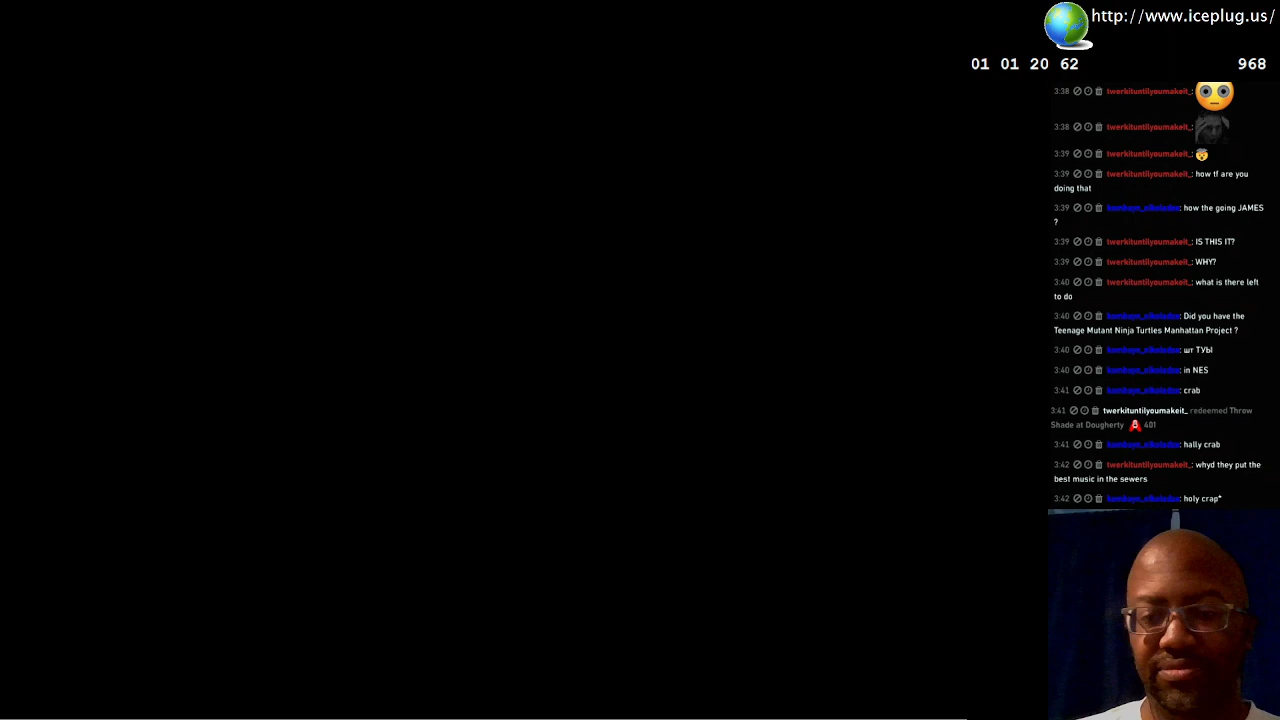 http://www.iceplug.us/
01 01 20 62 968
3:38 twerkituntilyoumakeit_:
3:38 twerkituntilyoumakeit_:
3:39 twerkituntilyoumakeit_:
3:39 twerkituntilyoumakeit_: how tf are you
doing that
3:39 : how the going JAMES
?
3:39 twerkituntilyoumakeit_: IS THIS IT?
3:39 twerkituntilyoumakeit_: WHY?
3:40 twerkituntilyoumakeit_: what is there left
to do
3:40 : Did you have the
Teenage Mutant Ninja Turtles Manhattan Project ?
3:40 : шт ТУЫ
3:40 : in NES
3:41 : crab
3:41 twerkituntilyoumakeit_ redeemed Throw
Shade at Dougherty 401
3:41 : hally crab
3:42 twerkituntilyoumakeit_: whyd they put the
best music in the sewers
3:42 : holy crap*